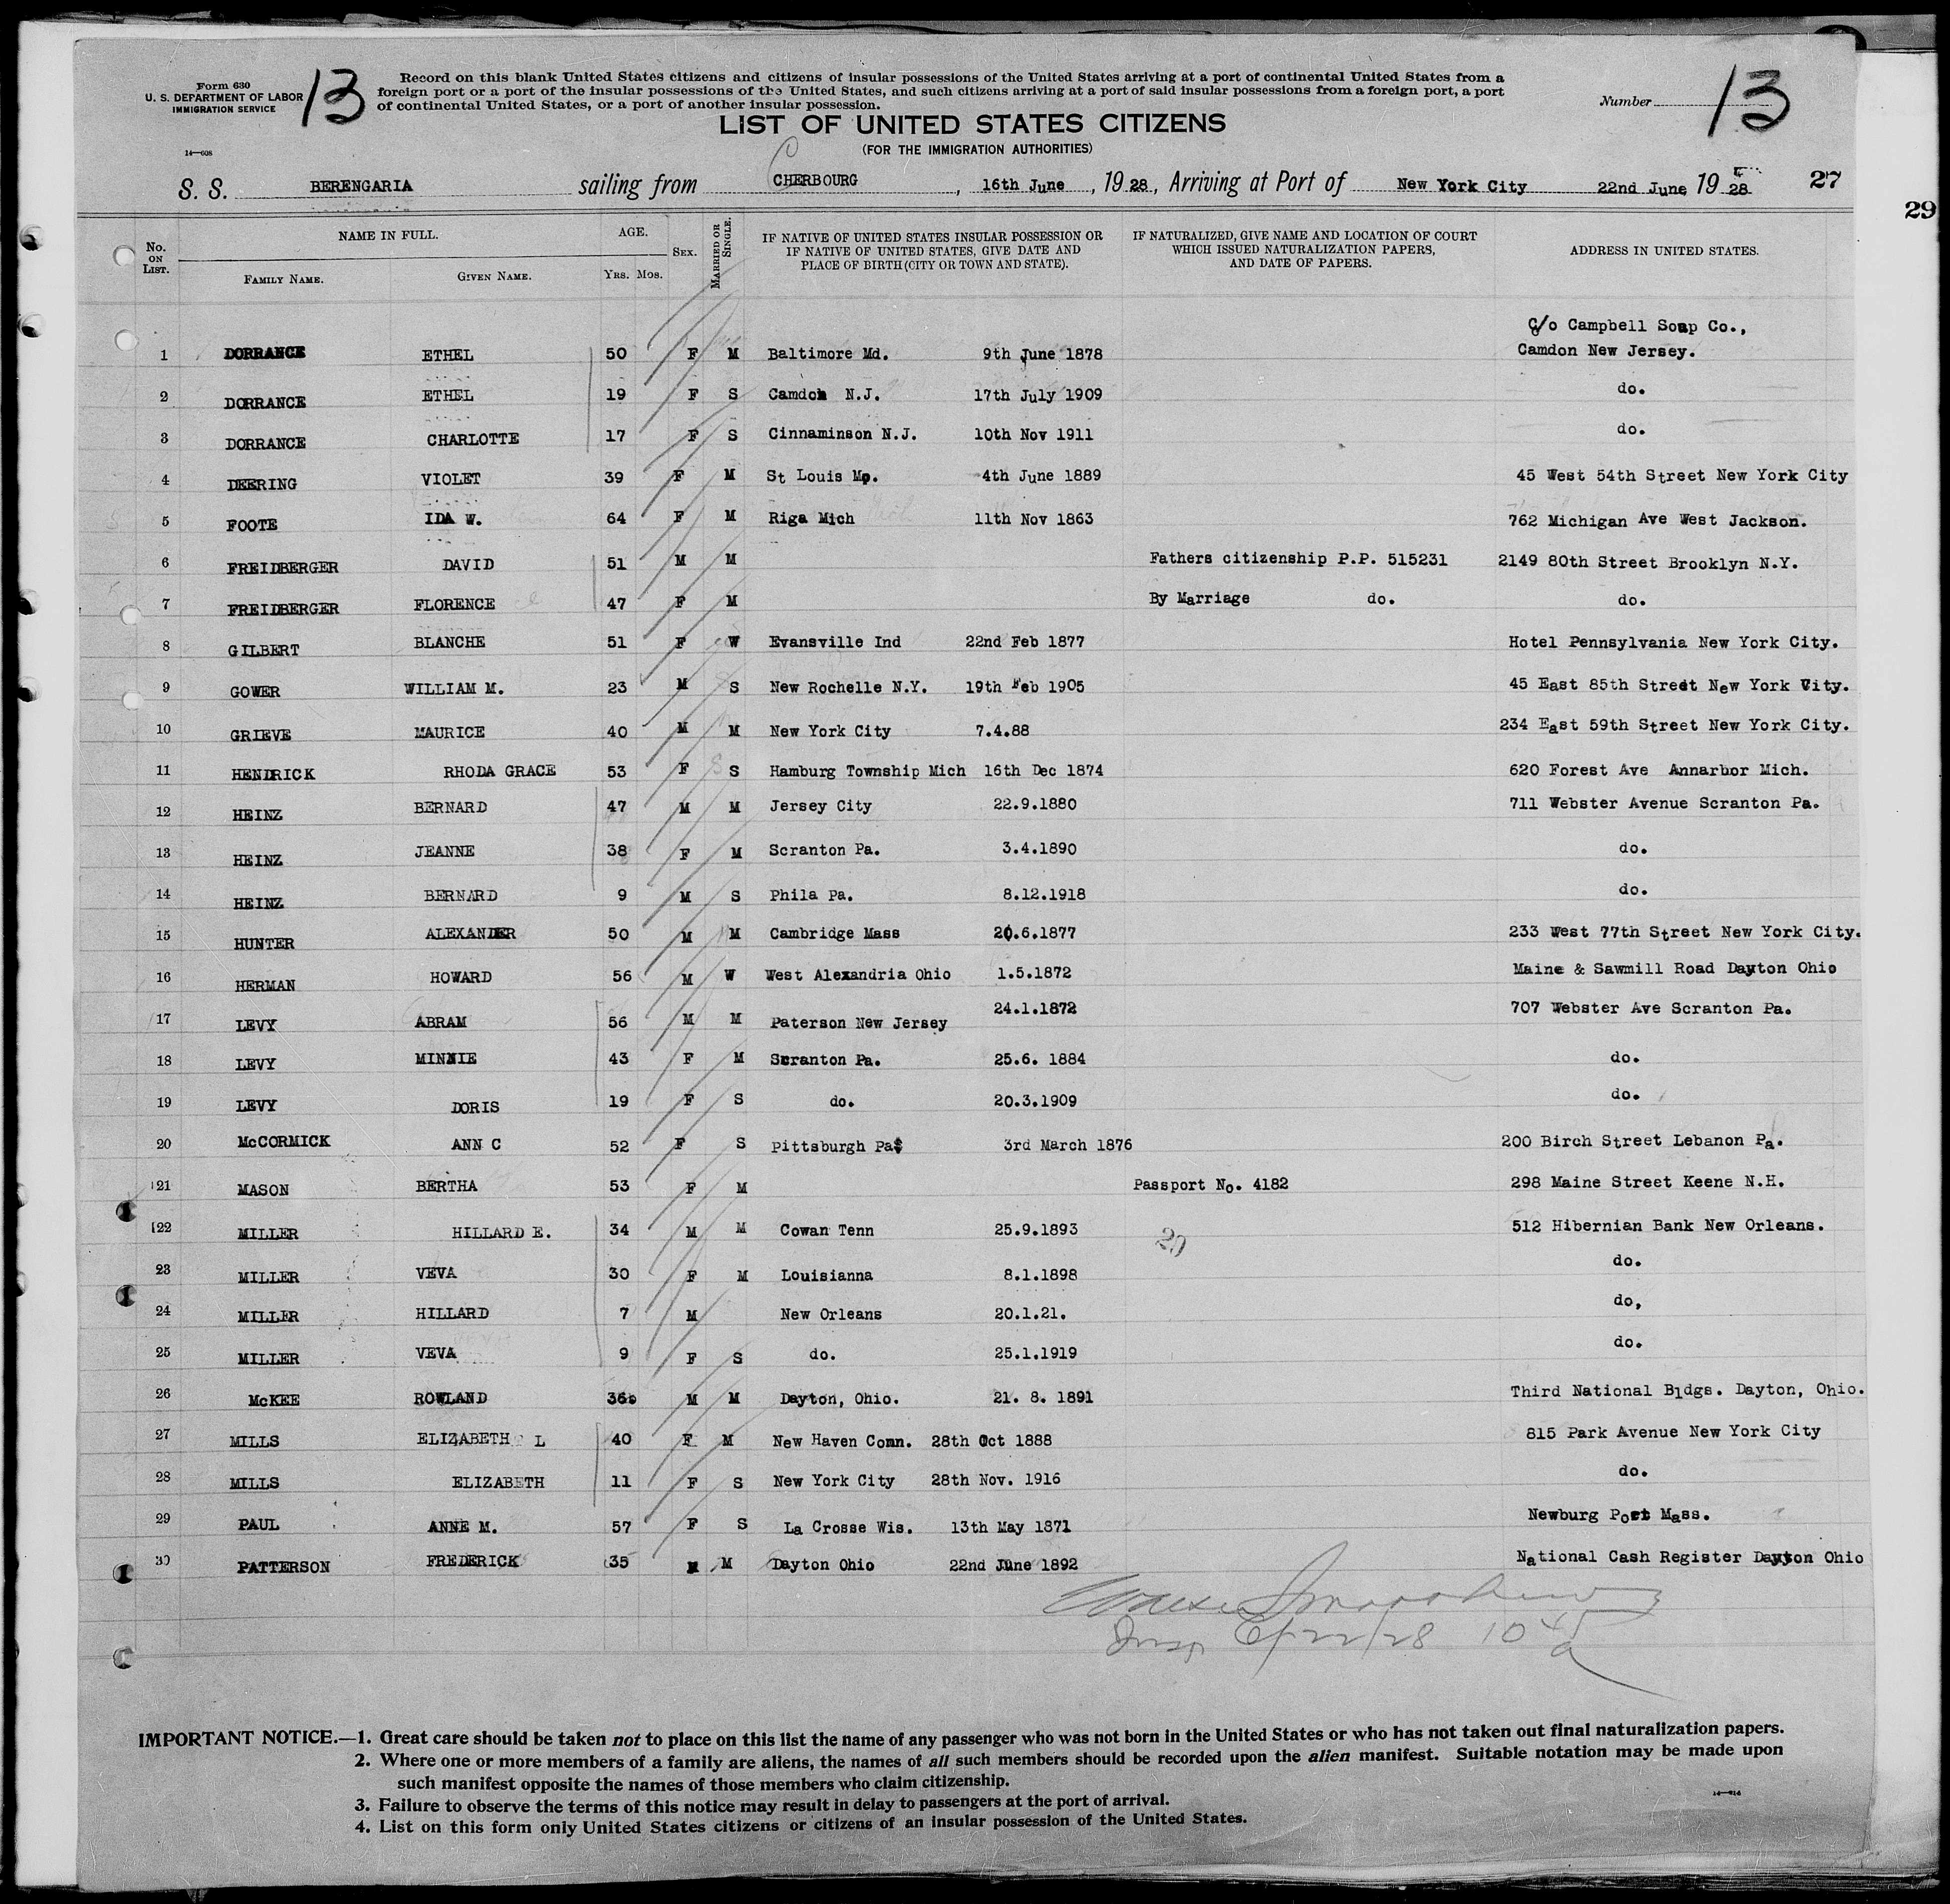 Form 630
U. S. DEPARTMENT OF LABOR
IMMIGRATION SERVICE
13
Record on this blank United States citizens and citizens of insular possessions of the United States arriving at a port of continental United States from a
foreign port or a port of the insular possessions of the United States, and such citizens arriving at a port of said insular possessions from a foreign port, a port
of continental United States, or a port of another insular possession.
Number 13
LIST OF UNITED STATES CITIZENS
(FOR THE IMMIGRATION AUTHORITIES)
14—608
S. S. BERENGARIA sailing from CHERBOURG, 16th June, 1928, Arriving at Port of New York City 22nd June 1928
27
29
No. ON LIST. NAME IN FULL. FAMILY NAME. GIVEN NAME. AGE. YRS. MOS. SEX. MARRIED OR SINGLE.
IF NATIVE OF UNITED STATES INSULAR POSSESSION OR
IF NATIVE OF UNITED STATES, GIVE DATE AND
PLACE OF BIRTH (CITY OR TOWN AND STATE).
IF NATURALIZED, GIVE NAME AND LOCATION OF COURT
WHICH ISSUED NATURALIZATION PAPERS,
AND DATE OF PAPERS.
ADDRESS IN UNITED STATES.
C/o Campbell Soap Co.,
1 DORRANCE ETHEL 50 F M Baltimore Md. 9th June 1878 Camdon New Jersey.
2 DORRANCE ETHEL 19 F S Camdon N.J. 17th July 1909 do.
3 DORRANCE CHARLOTTE 17 F S Cinnaminson N.J. 10th Nov 1911 do.
4 DEERING VIOLET 39 F M St Louis Mo. 4th June 1889 45 West 54th Street New York City
5 FOOTE IDA W. 64 F M Riga Mich 11th Nov 1863 762 Michigan Ave West Jackson.
6 FREIDBERGER DAVID 51 M M Fathers citizenship P.P. 515231 2149 80th Street Brooklyn N.Y.
7 FREIDBERGER FLORENCE 47 F M By Marriage do. do.
8 GILBERT BLANCHE 51 F W Evansville Ind 22nd Feb 1877 Hotel Pennsylvania New York City.
9 GOWER WILLIAM M. 23 M S New Rochelle N.Y. 19th Feb 1905 45 East 85th Street New York City.
10 GRIEVE MAURICE 40 M M New York City 7.4.88 234 East 59th Street New York City.
11 HENDRICK RHODA GRACE 53 F S Hamburg Township Mich 16th Dec 1874 620 Forest Ave Annarbor Mich.
12 HEINZ BERNARD 47 M M Jersey City 22.9.1880 711 Webster Avenue Scranton Pa.
13 HEINZ JEANNE 38 F M Scranton Pa. 3.4.1890 do.
14 HEINZ BERNARD 9 M S Phila Pa. 8.12.1918 do.
15 HUNTER ALEXANDER 50 M M Cambridge Mass 20.6.1877 233 West 77th Street New York City.
16 HERMAN HOWARD 56 M W West Alexandria Ohio 1.5.1872 Maine & Sawmill Road Dayton Ohio
17 LEVY ABRAM 56 M M Paterson New Jersey 24.1.1872 707 Webster Ave Scranton Pa.
18 LEVY MINNIE 43 F M Scranton Pa. 25.6. 1884 do.
19 LEVY DORIS 19 F S do. 20.3.1909 do.
20 McCORMICK ANN C 52 F S Pittsburgh Pa 3rd March 1876 200 Birch Street Lebanon Pa.
21 MASON BERTHA 53 F M Passport No. 4182 298 Maine Street Keene N.H.
22 MILLER HILLARD E. 34 M M Cowan Tenn 25.9.1893 20 512 Hibernian Bank New Orleans.
23 MILLER VEVA 30 F M Louisianna 8.1.1898 do.
24 MILLER HILLARD 7 M New Orleans 20.1.21. do,
25 MILLER VEVA 9 F S do. 25.1.1919 do.
26 McKEE ROWLAND 36 M M Dayton, Ohio. 21. 8. 1891 Third National Bldgs. Dayton, Ohio.
27 MILLS ELIZABETH L 40 F M New Haven Conn. 28th Oct 1888 815 Park Avenue New York City
28 MILLS ELIZABETH 11 F S New York City 28th Nov. 1916 do.
29 PAUL ANNE M. 57 F S La Crosse Wis. 13th May 1871 Newburg Port Mass.
30 PATTERSON FREDERICK 35 M M Dayton Ohio 22nd June 1892 National Cash Register Dayton Ohio
Insp 6/22/28 10
IMPORTANT NOTICE.—1. Great care should be taken not to place on this list the name of any passenger who was not born in the United States or who has not taken out final naturalization papers.
2. Where one or more members of a family are aliens, the names of all such members should be recorded upon the alien manifest. Suitable notation may be made upon
such manifest opposite the names of those members who claim citizenship.
3. Failure to observe the terms of this notice may result in delay to passengers at the port of arrival.
4. List on this form only United States citizens or citizens of an insular possession of the United States.